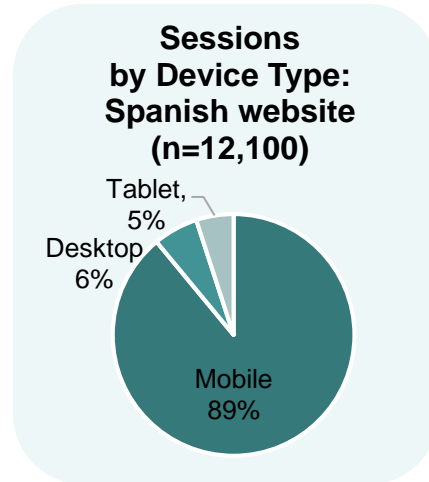 Sessions
by Device Type:
Spanish website
(n=12,100)
Tablet,
5%
Desktop
6%
Mobile
89%